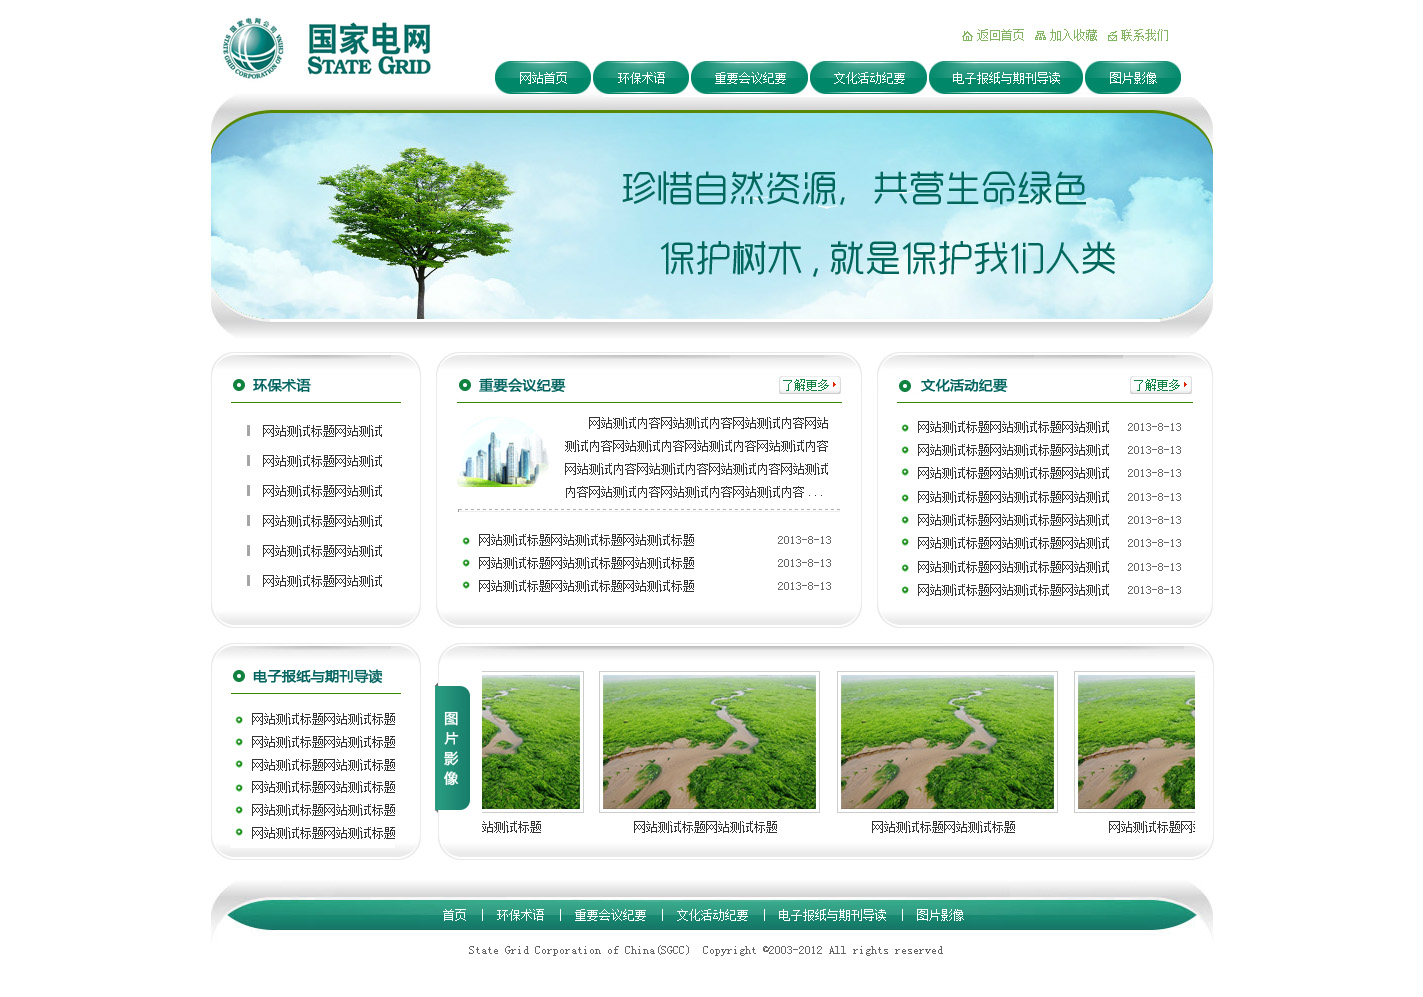 国家电网
STATE GRID
国家电网公司
STATE GRID CORPORATION OF CHINA
返回首页 加入收藏 联系我们
网站首页 环保术语 重要会议纪要 文化活动纪要 电子报纸与期刊导读 图片影像
珍惜自然资源，共营生命绿色
保护树木，就是保护我们人类
环保术语
网站测试标题网站测试
网站测试标题网站测试
网站测试标题网站测试
网站测试标题网站测试
网站测试标题网站测试
网站测试标题网站测试
重要会议纪要 了解更多
网站测试内容网站测试内容网站测试内容网站
测试内容网站测试内容网站测试内容网站测试内容
网站测试内容网站测试内容网站测试内容网站测试
内容网站测试内容网站测试内容网站测试内容 ...
网站测试标题网站测试标题网站测试标题 2013-8-13
网站测试标题网站测试标题网站测试标题 2013-8-13
网站测试标题网站测试标题网站测试标题 2013-8-13
文化活动纪要 了解更多
网站测试标题网站测试标题网站测试 2013-8-13
网站测试标题网站测试标题网站测试 2013-8-13
网站测试标题网站测试标题网站测试 2013-8-13
网站测试标题网站测试标题网站测试 2013-8-13
网站测试标题网站测试标题网站测试 2013-8-13
网站测试标题网站测试标题网站测试 2013-8-13
网站测试标题网站测试标题网站测试 2013-8-13
网站测试标题网站测试标题网站测试 2013-8-13
电子报纸与期刊导读
网站测试标题网站测试标题
网站测试标题网站测试标题
网站测试标题网站测试标题
网站测试标题网站测试标题
网站测试标题网站测试标题
网站测试标题网站测试标题
图片影像
站测试标题 网站测试标题网站测试标题 网站测试标题网站测试标题 网站测试标题网
首页 | 环保术语 | 重要会议纪要 | 文化活动纪要 | 电子报纸与期刊导读 | 图片影像
State Grid Corporation of China(SGCC) Copyright ©2003-2012 All rights reserved